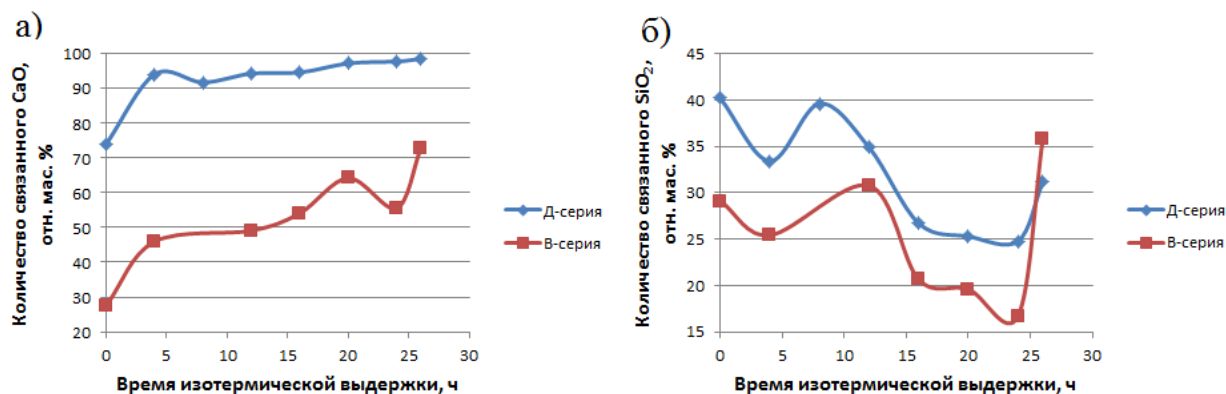 а)
Количество связанного CaO,
отн. мас. %
100
90
80
70
60
50
40
30
20
0 5 10 15 20 25 30
Время изотермической выдержки, ч
Д-серия
В-серия
б)
Количество связанного SiO₂,
отн. мас. %
45
40
35
30
25
20
15
0 5 10 15 20 25 30
Время изотермической выдержки, ч
Д-серия
В-серия